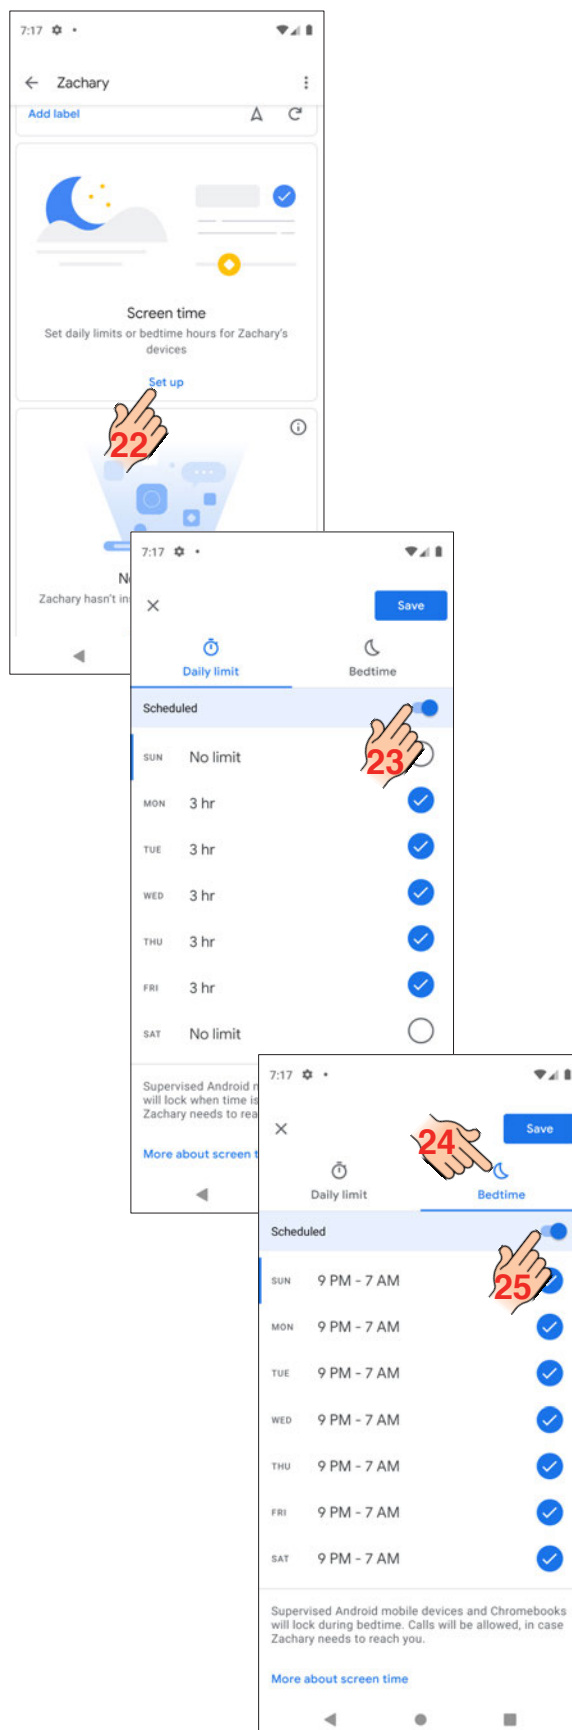 7:17
Zachary
Add label
Screen time
Set daily limits or bedtime hours for Zachary's
devices
Set up
22
Zachary hasn't in
7:17
Save
Daily limit
Bedtime
Scheduled
23
SUN No limit
MON 3 hr
TUE 3 hr
WED 3 hr
THU 3 hr
FRI 3 hr
SAT No limit
Supervised Android
will lock when time is
Zachary needs to rea
More about screen t
7:17
24
Save
Daily limit
Bedtime
Scheduled
25
SUN 9 PM - 7 AM
MON 9 PM - 7 AM
TUE 9 PM - 7 AM
WED 9 PM - 7 AM
THU 9 PM - 7 AM
FRI 9 PM - 7 AM
SAT 9 PM - 7 AM
Supervised Android mobile devices and Chromebooks
will lock during bedtime. Calls will be allowed, in case
Zachary needs to reach you.
More about screen time